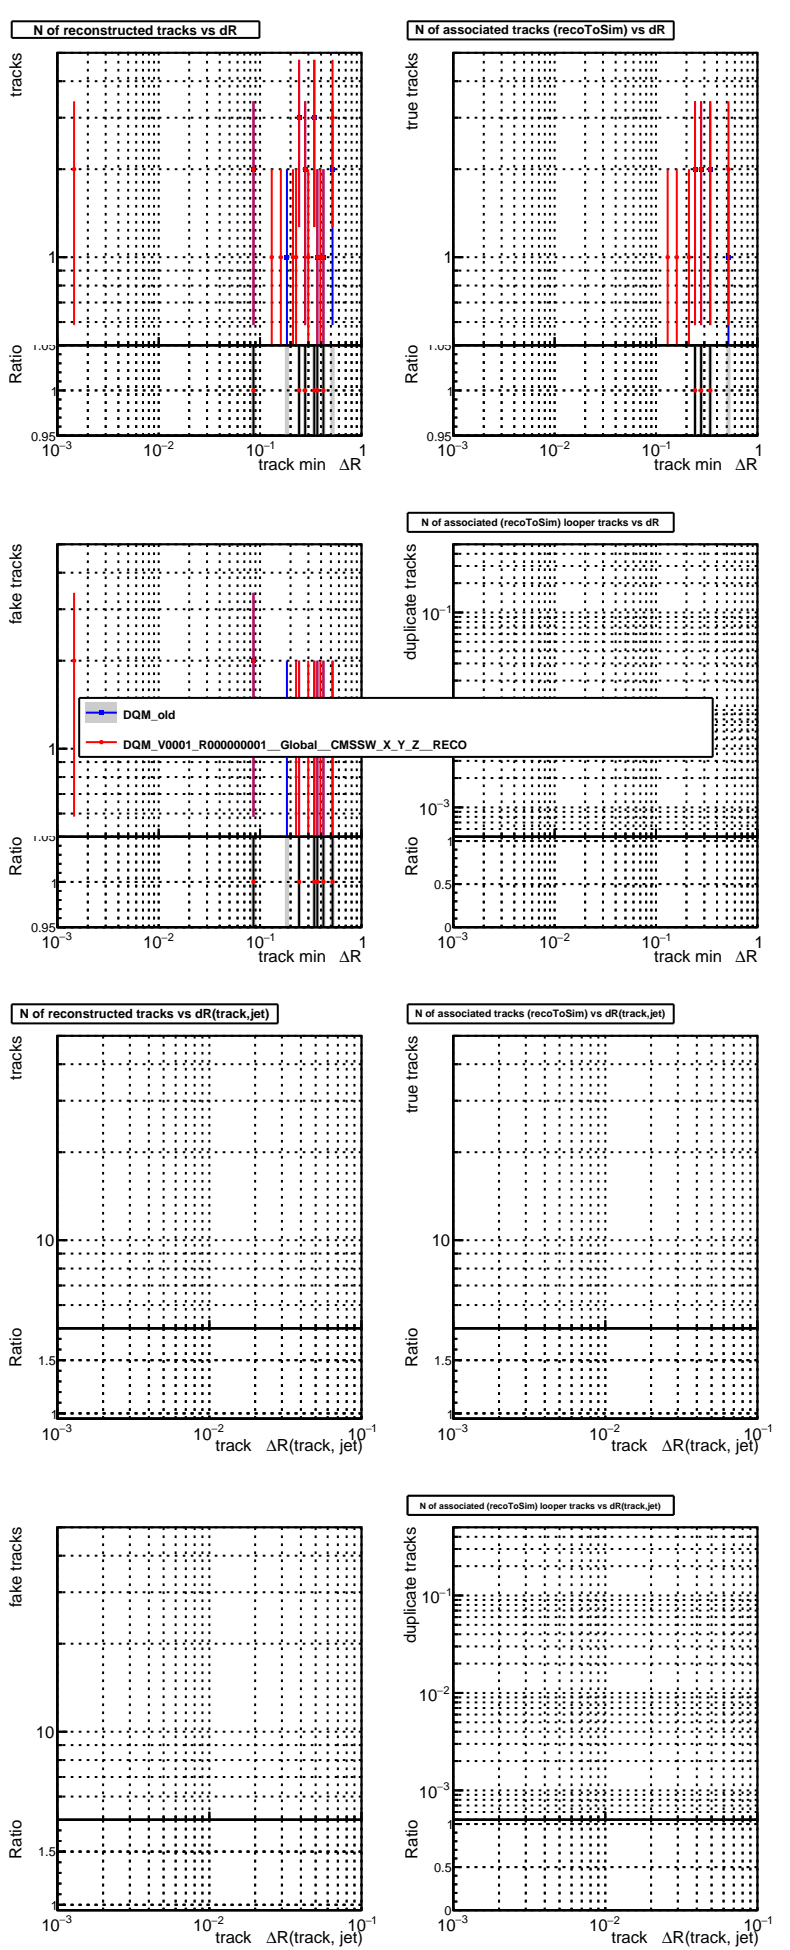 N of reconstructed tracks vs dR
tracks
1
1.05
Ratio
1
0.95
10⁻³ 10⁻² 10⁻¹ 1
track min ΔR
N of associated tracks (recoToSim) vs dR
true tracks
1
1.05
Ratio
1
0.95
10⁻³ 10⁻² 10⁻¹ 1
track min ΔR
fake tracks
1
1.05
Ratio
1
0.95
10⁻³ 10⁻² 10⁻¹ 1
track min ΔR
N of associated (recoToSim) looper tracks vs dR
duplicate tracks
10⁻¹
10⁻³
Ratio
1
0.5
0
10⁻³ 10⁻² 10⁻¹ 1
track min ΔR
DQM_old
DQM_V0001_R000000001__Global__CMSSW_X_Y_Z__RECO
N of reconstructed tracks vs dR(track,jet)
tracks
10
Ratio
1.5
1
10⁻³ 10⁻² 10⁻¹
track ΔR(track, jet)
N of associated tracks (recoToSim) vs dR(track,jet)
true tracks
10
Ratio
1.5
1
10⁻³ 10⁻² 10⁻¹
track ΔR(track, jet)
fake tracks
10
Ratio
1.5
1
10⁻³ 10⁻² 10⁻¹
track ΔR(track, jet)
N of associated (recoToSim) looper tracks vs dR(track,jet)
duplicate tracks
10⁻¹
10⁻²
10⁻³
Ratio
1
0.5
0
10⁻³ 10⁻² 10⁻¹
track ΔR(track, jet)